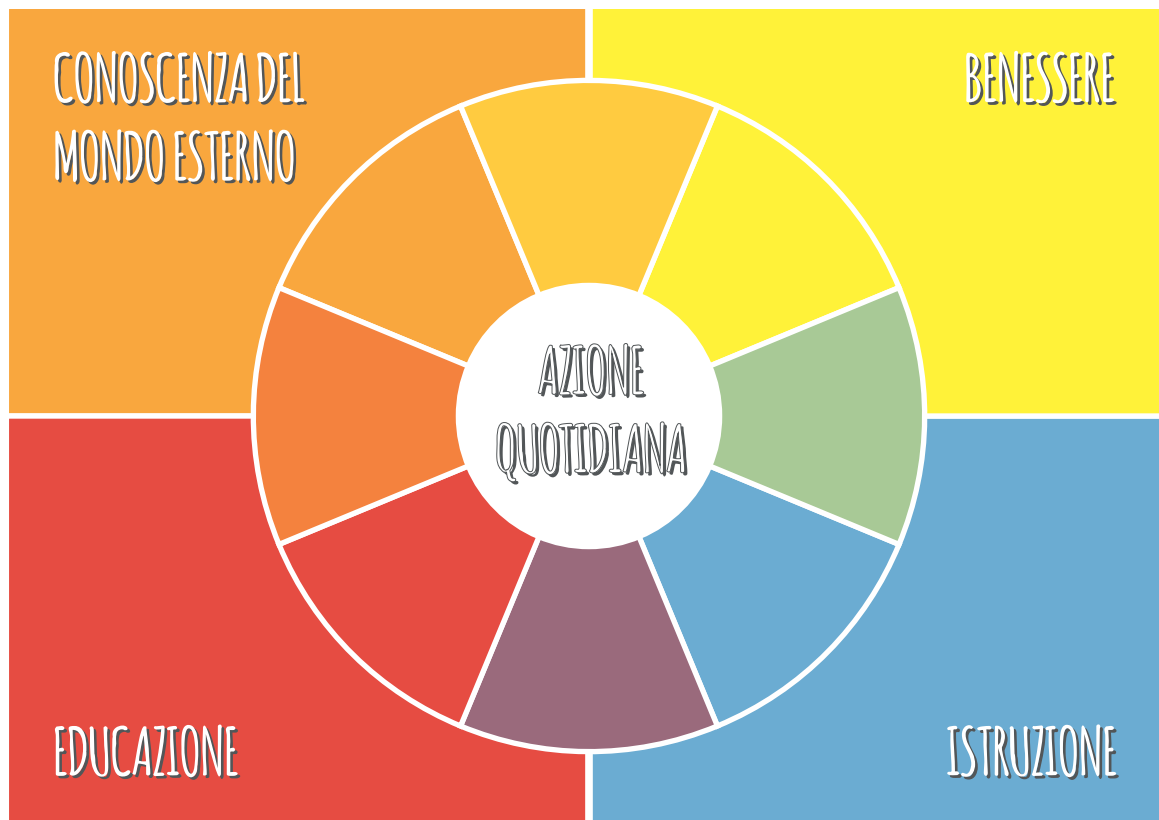 CONOSCENZA DEL
MONDO ESTERNO
BENESSERE
AZIONE
QUOTIDIANA
EDUCAZIONE
ISTRUZIONE